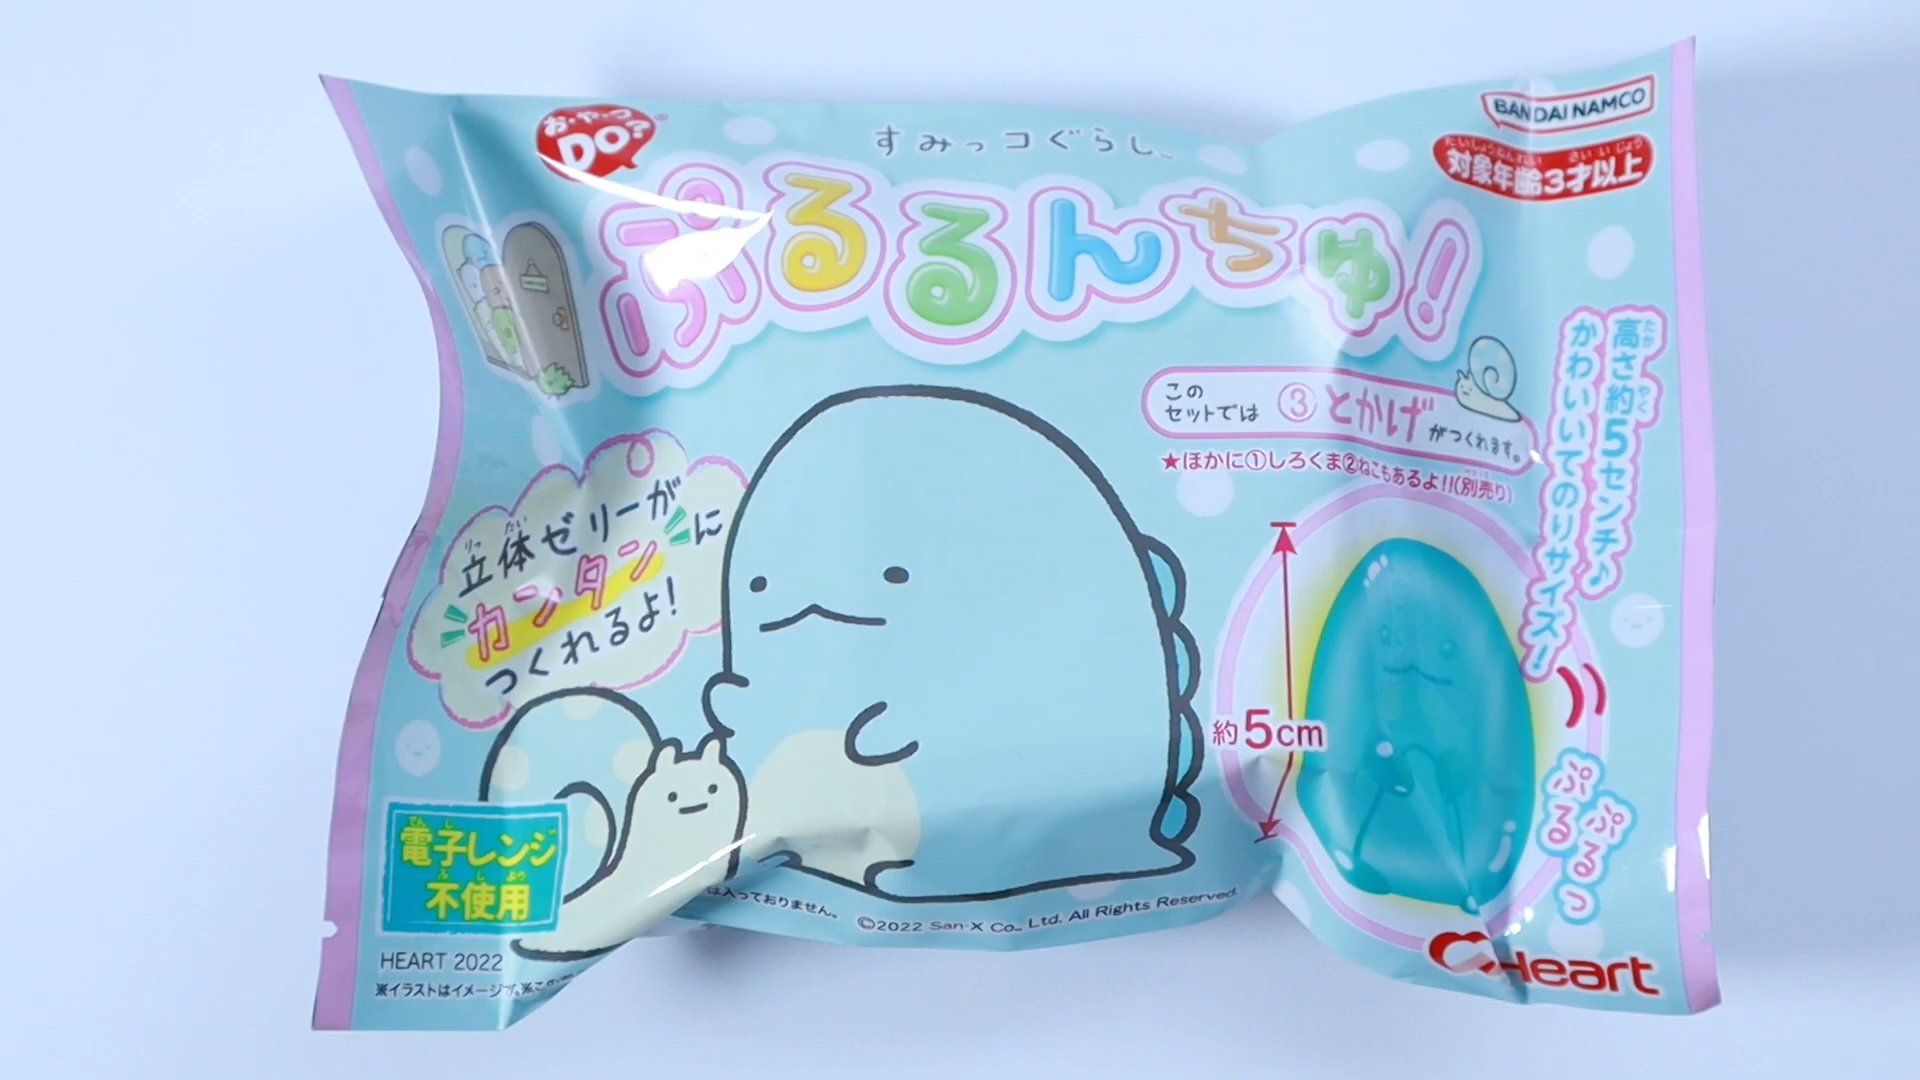 お・や・つ
DO?
すみっコぐらし
ぷるるんちゅ!
BANDAI NAMCO
たいしょうねんれい さいいじょう
対象年齢3才以上
この
セットでは ③とかげがつくれます。
★ほかに①しろくま②ねこもあるよ!!(別売り)
たか やく
高さ約5センチ♪
かわいいてのりサイズ!
りっ たい
立体ゼリーが
カンタンに
つくれるよ!
約5cm
ぷるっ
ぷる
でん し
電子レンジ
ふ し よう
不使用
は入っておりません。
©2022 San-X Co., Ltd. All Rights Reserved.
HEART 2022
※イラストはイメージ
Heart